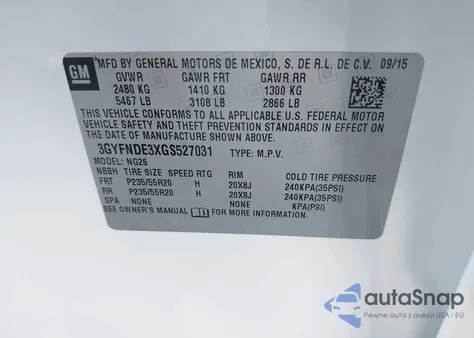 GM
MFD BY GENERAL MOTORS DE MEXICO, S. DE R.L. DE C.V. 09/15
GVWR GAWR FRT GAWR RR
2480 KG 1410 KG 1300 KG
5467 LB 3108 LB 2866 LB
THIS VEHICLE CONFORMS TO ALL APPLICABLE U.S. FEDERAL MOTOR
VEHICLE SAFETY, BUMPER, AND THEFT PREVENTION STANDARDS IN
EFFECT ON THE DATE OF MANUFACTURE SHOWN ABOVE.
3GYFNDE3XGS527031 TYPE: M.P.V.
MODEL: NG26
NBBH TIRE SIZE SPEED RTG RIM COLD TIRE PRESSURE
FRT P235/55R20 H 20X8J 240KPA(35PSI)
RR P235/55R20 H 20X8J 240KPA(35PSI)
SPA NONE NONE KPA(PSI)
SEE OWNER'S MANUAL FOR ADDITIONAL INFORMATION.
autoSnap
Pewne auta z USA i EU